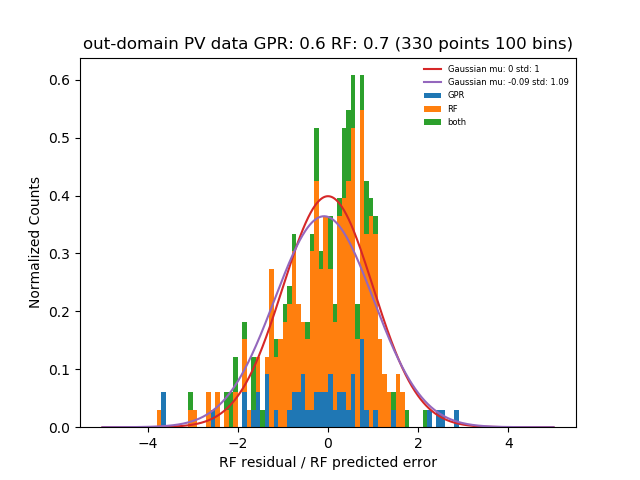 out-domain PV data GPR: 0.6 RF: 0.7 (330 points 100 bins)
Gaussian mu: 0 std: 1
Gaussian mu: -0.09 std: 1.09
GPR
RF
both
Normalized Counts
0.6
0.5
0.4
0.3
0.2
0.1
0.0
−4
−2
0
2
4
RF residual / RF predicted error